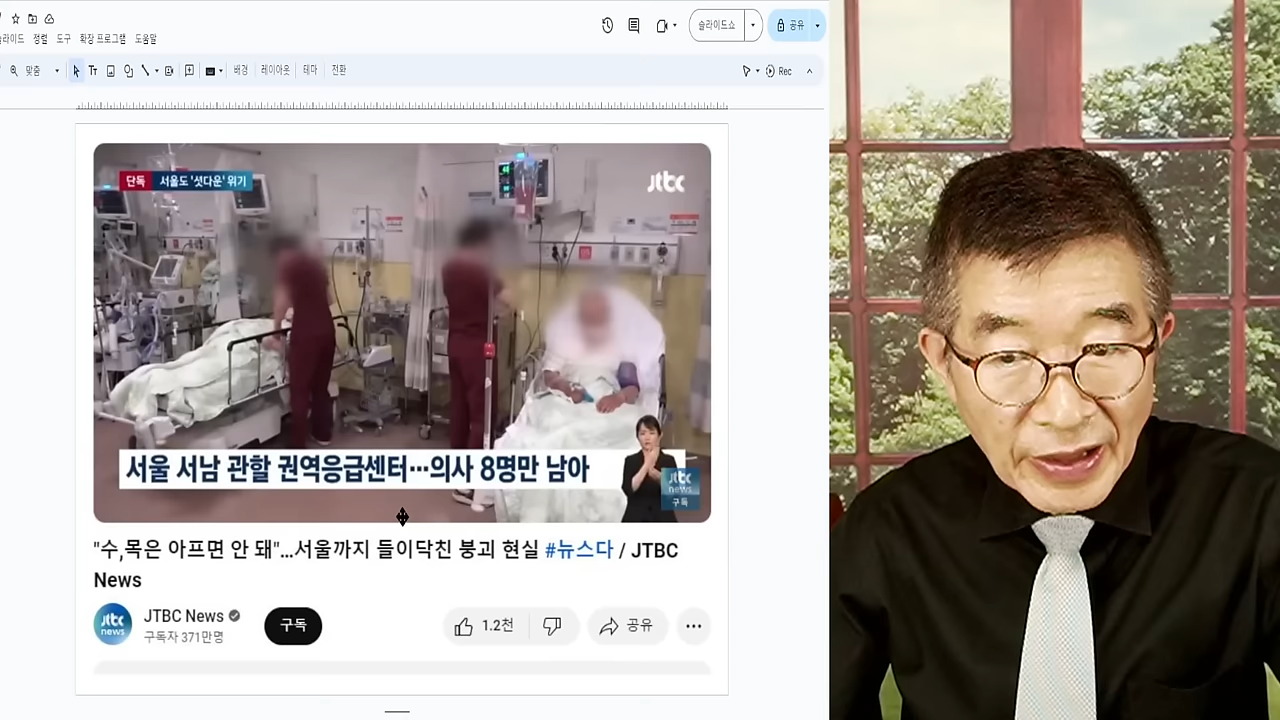 슬라이드쇼
공유
라이드 정렬 도구 확장 프로그램 도움말
맞춤
Tт
배경 레이아웃 테마 전환
Rec
단독 서울도 '셧다운' 위기
jtbc
서울 서남 관할 권역응급센터…의사 8명만 남아
jtbc
news
구독
"수,목은 아프면 안 돼"...서울까지 들이닥친 붕괴 현실 #뉴스다 / JTBC
News
jtbc
news
JTBC News
구독자 371만명
구독
1.2천
공유